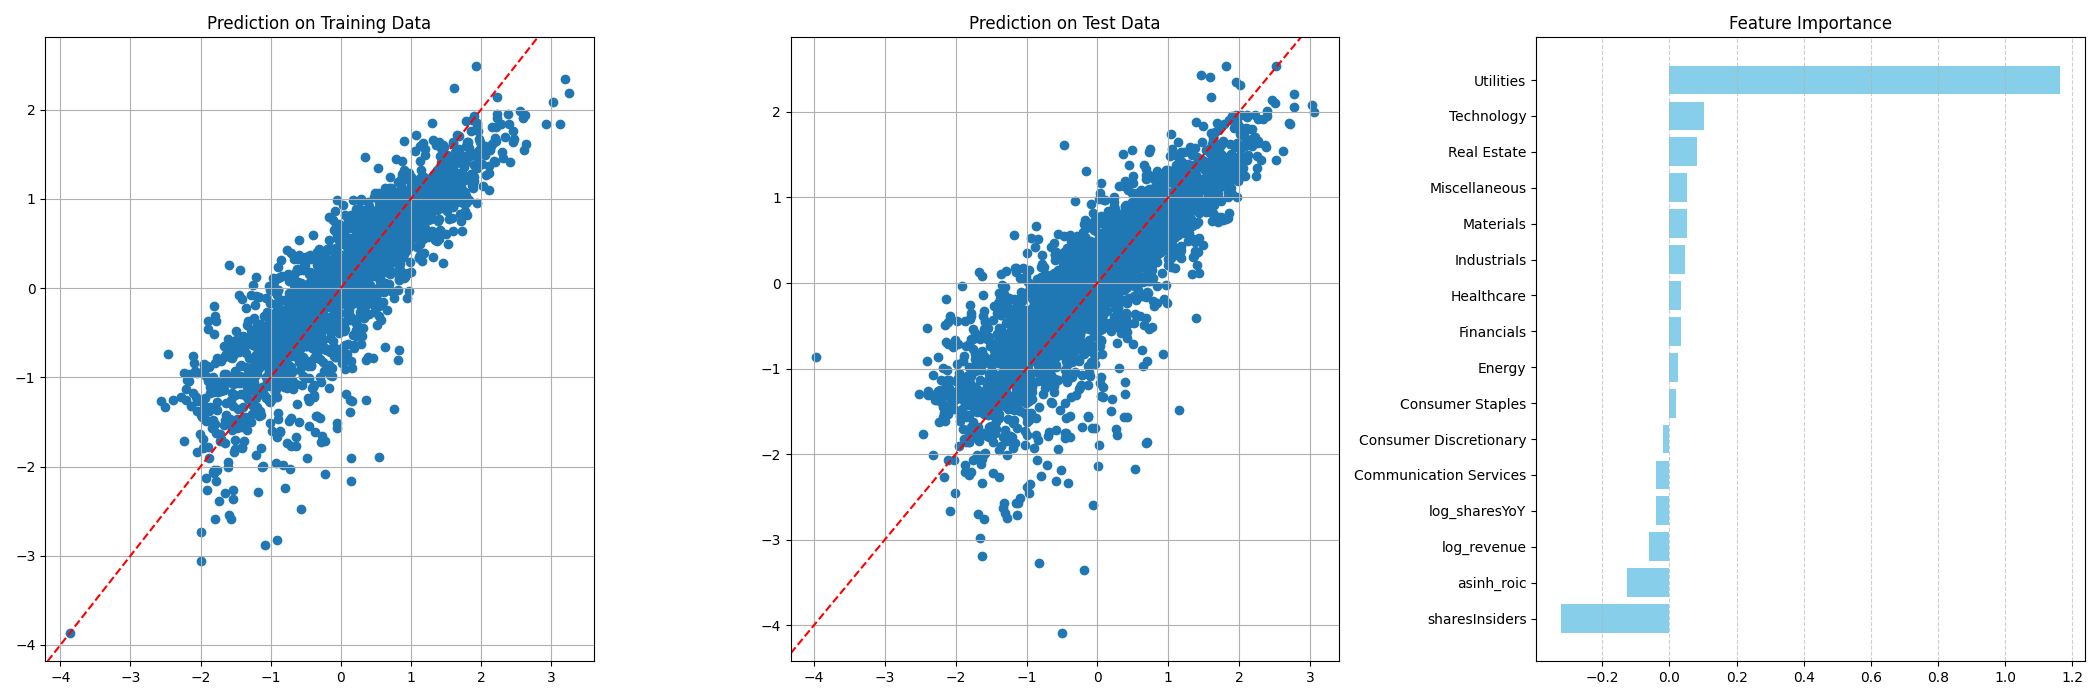 Prediction on Training Data
2
1
0
−1
−2
−3
−4
−4 −3 −2 −1 0 1 2 3
Prediction on Test Data
2
1
0
−1
−2
−3
−4
−4 −3 −2 −1 0 1 2 3
Feature Importance
Utilities
Technology
Real Estate
Miscellaneous
Materials
Industrials
Healthcare
Financials
Energy
Consumer Staples
Consumer Discretionary
Communication Services
log_sharesYoY
log_revenue
asinh_roic
sharesInsiders
−0.2 0.0 0.2 0.4 0.6 0.8 1.0 1.2